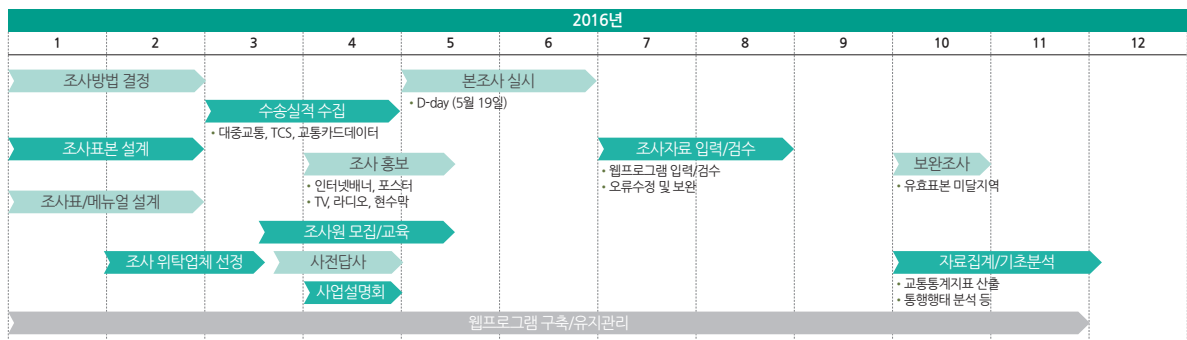 2016년
1 2 3 4 5 6 7 8 9 10 11 12
조사방법 결정
본조사 실시
• D-day (5월 19일)
수송실적 수집
• 대중교통, TCS, 교통카드데이터
조사표본 설계
조사 홍보
• 인터넷배너, 포스터
• TV, 라디오, 현수막
조사자료 입력/검수
• 웹프로그램 입력/검수
• 오류수정 및 보완
보완조사
• 유효표본 미달지역
조사표/메뉴얼 설계
조사원 모집/교육
조사 위탁업체 선정
사전답사
자료집계/기초분석
• 교통통계지표 산출
• 통행행태 분석 등
사업설명회
웹프로그램 구축/유지관리